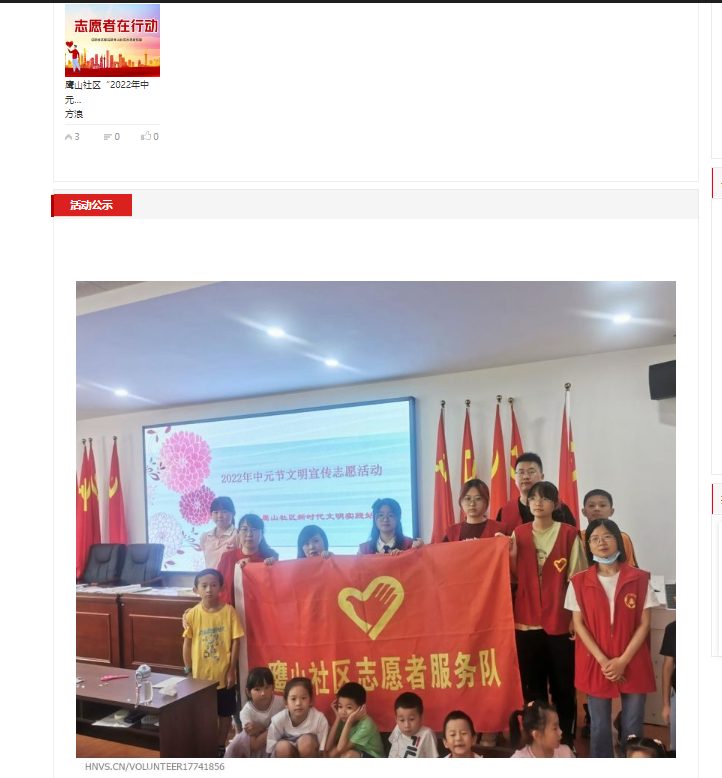 志愿者在行动
鹰山社区“2022年中
元...
方浪
3
0
0
活动公示
2022年中元节文明宣传志愿活动
鹰山社区新时代文明实践站
鹰山社区志愿者服务队
HNVS.CN/VOLUNTEER17741856